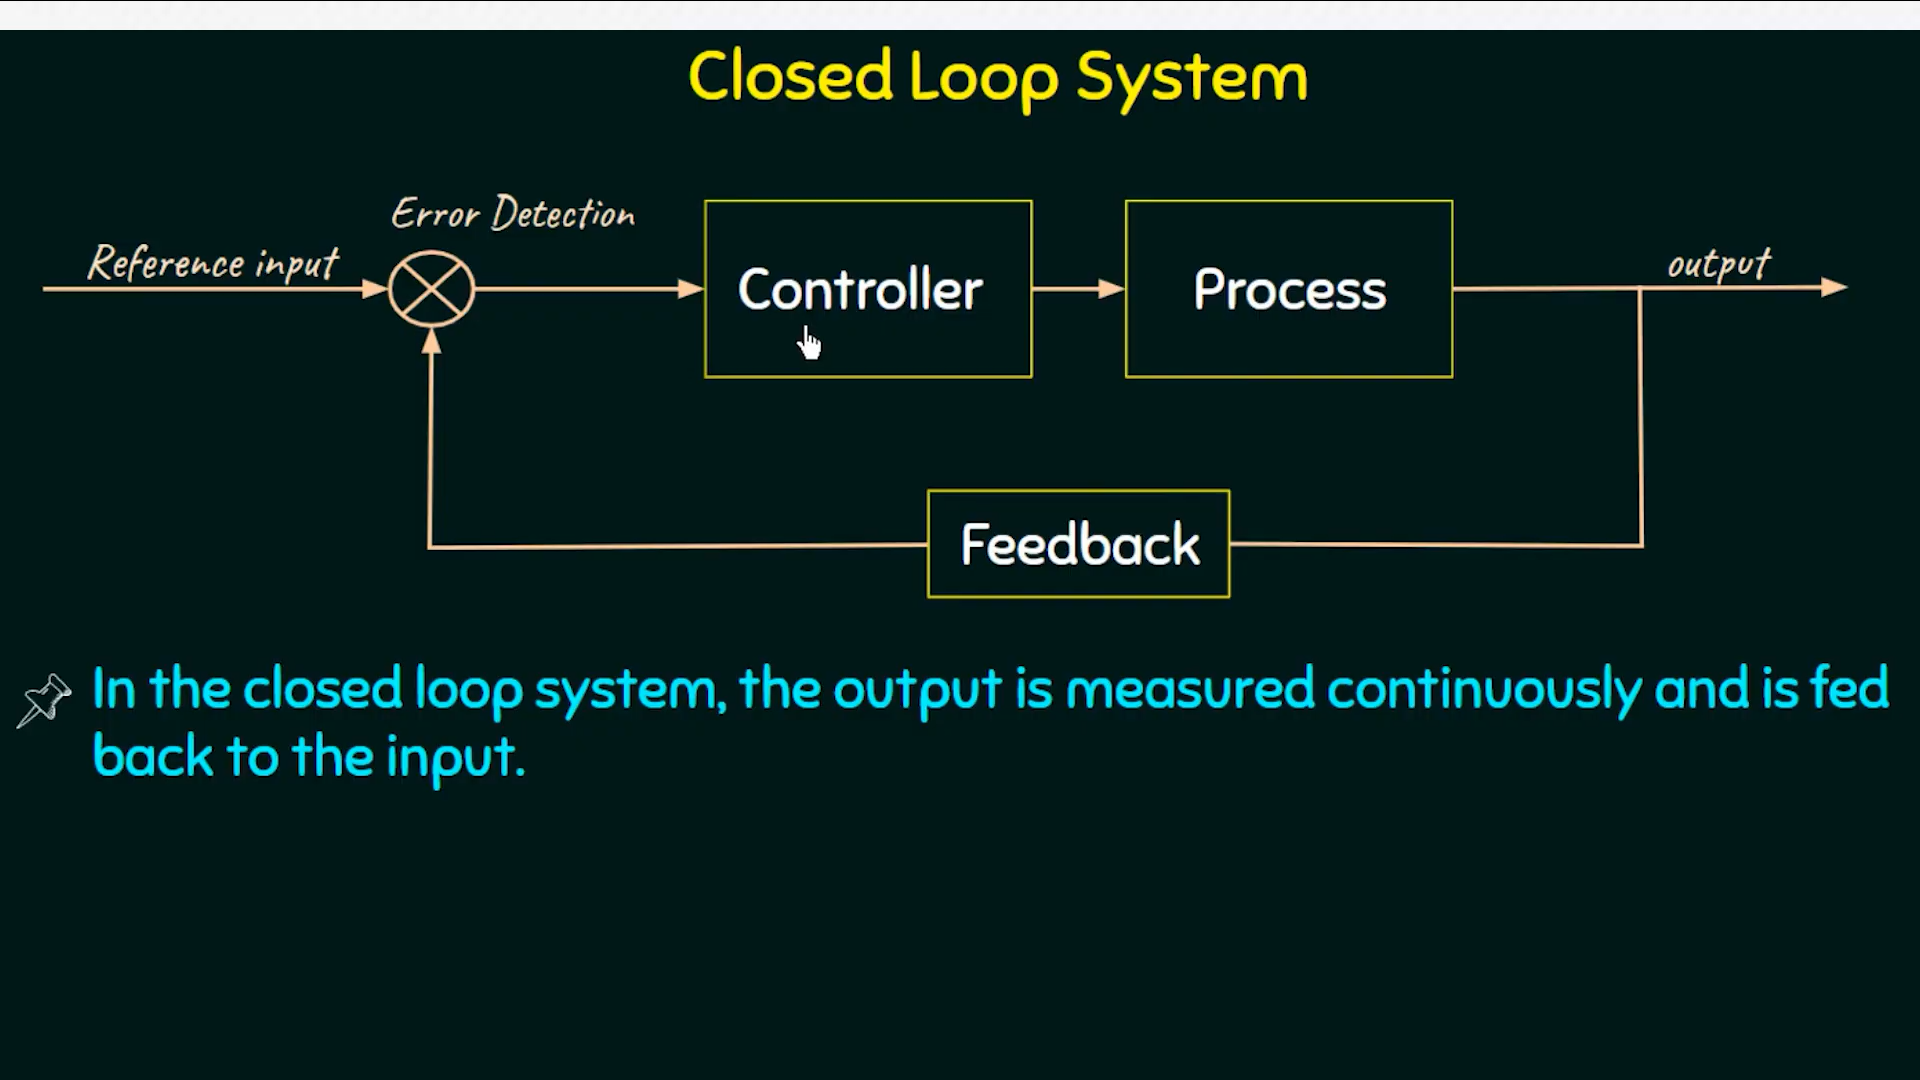 Closed Loop System
Error Detection
Reference input
Controller
Process
output
Feedback
In the closed loop system, the output is measured continuously and is fed
back to the input.